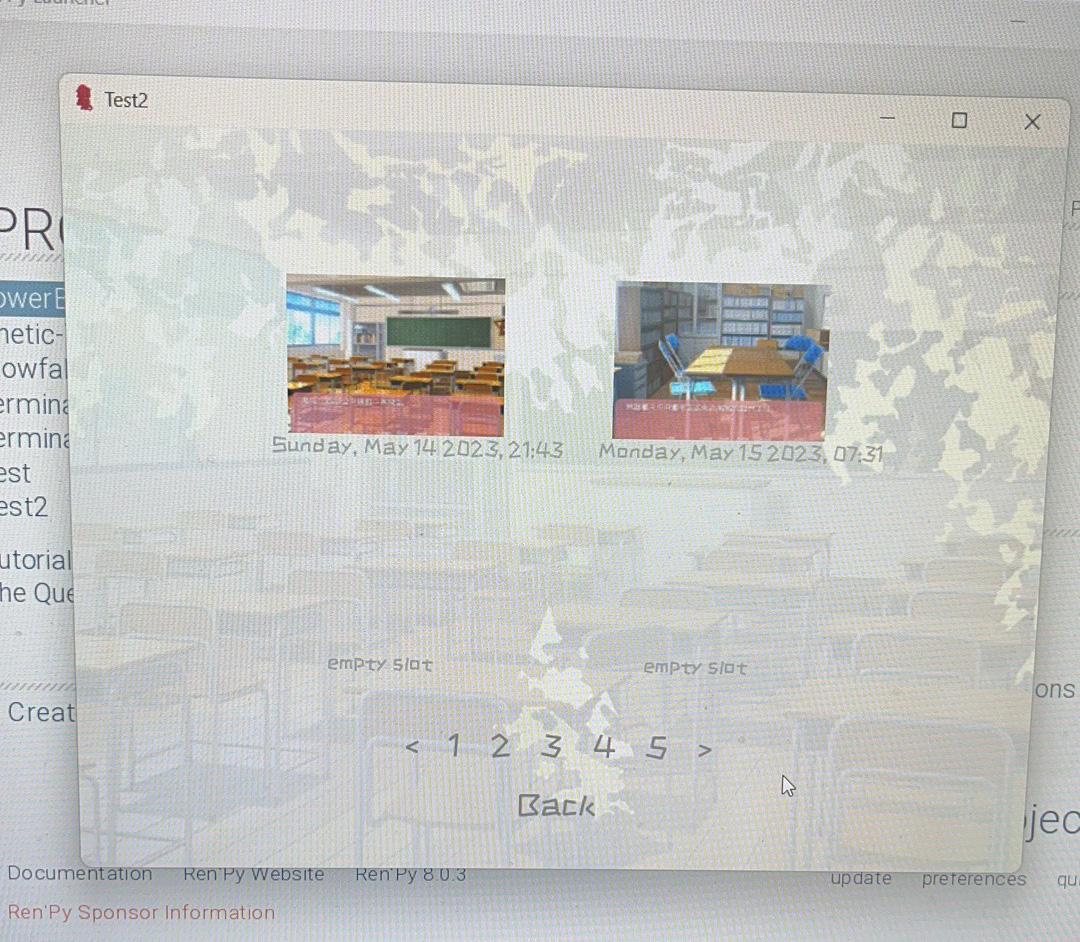 Test2
PR
owerE
netic-
owfal
ermina
ermina
est
est2
utorial
he Que
Creat
Sunday, May 14 2023, 21:43
Monday, May 15 2023, 07:31
empty slot
empty slot
< 1 2 3 4 5 >
Back
ons
jec
Documentation Ren'Py Website Ren'Py 8.0.3
update preferences qu
Ren'Py Sponsor Information